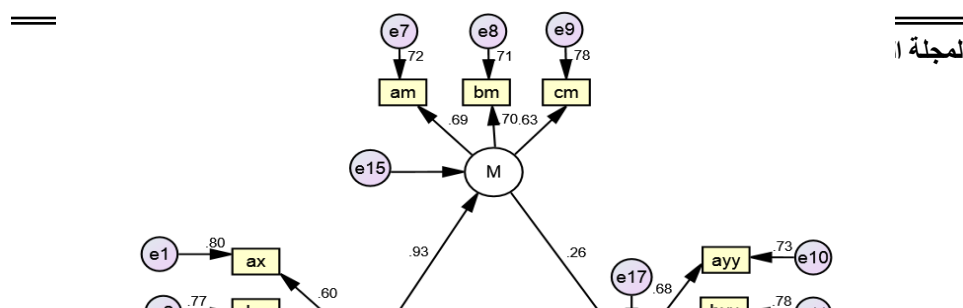 e7 e8 e9
.72 .71 .78
لمجلة
am bm cm
.69 .70 .63
e15 M
.93 .26
e1 .80 ax ayy .73 e10
e17 .68
.60
.77 .78